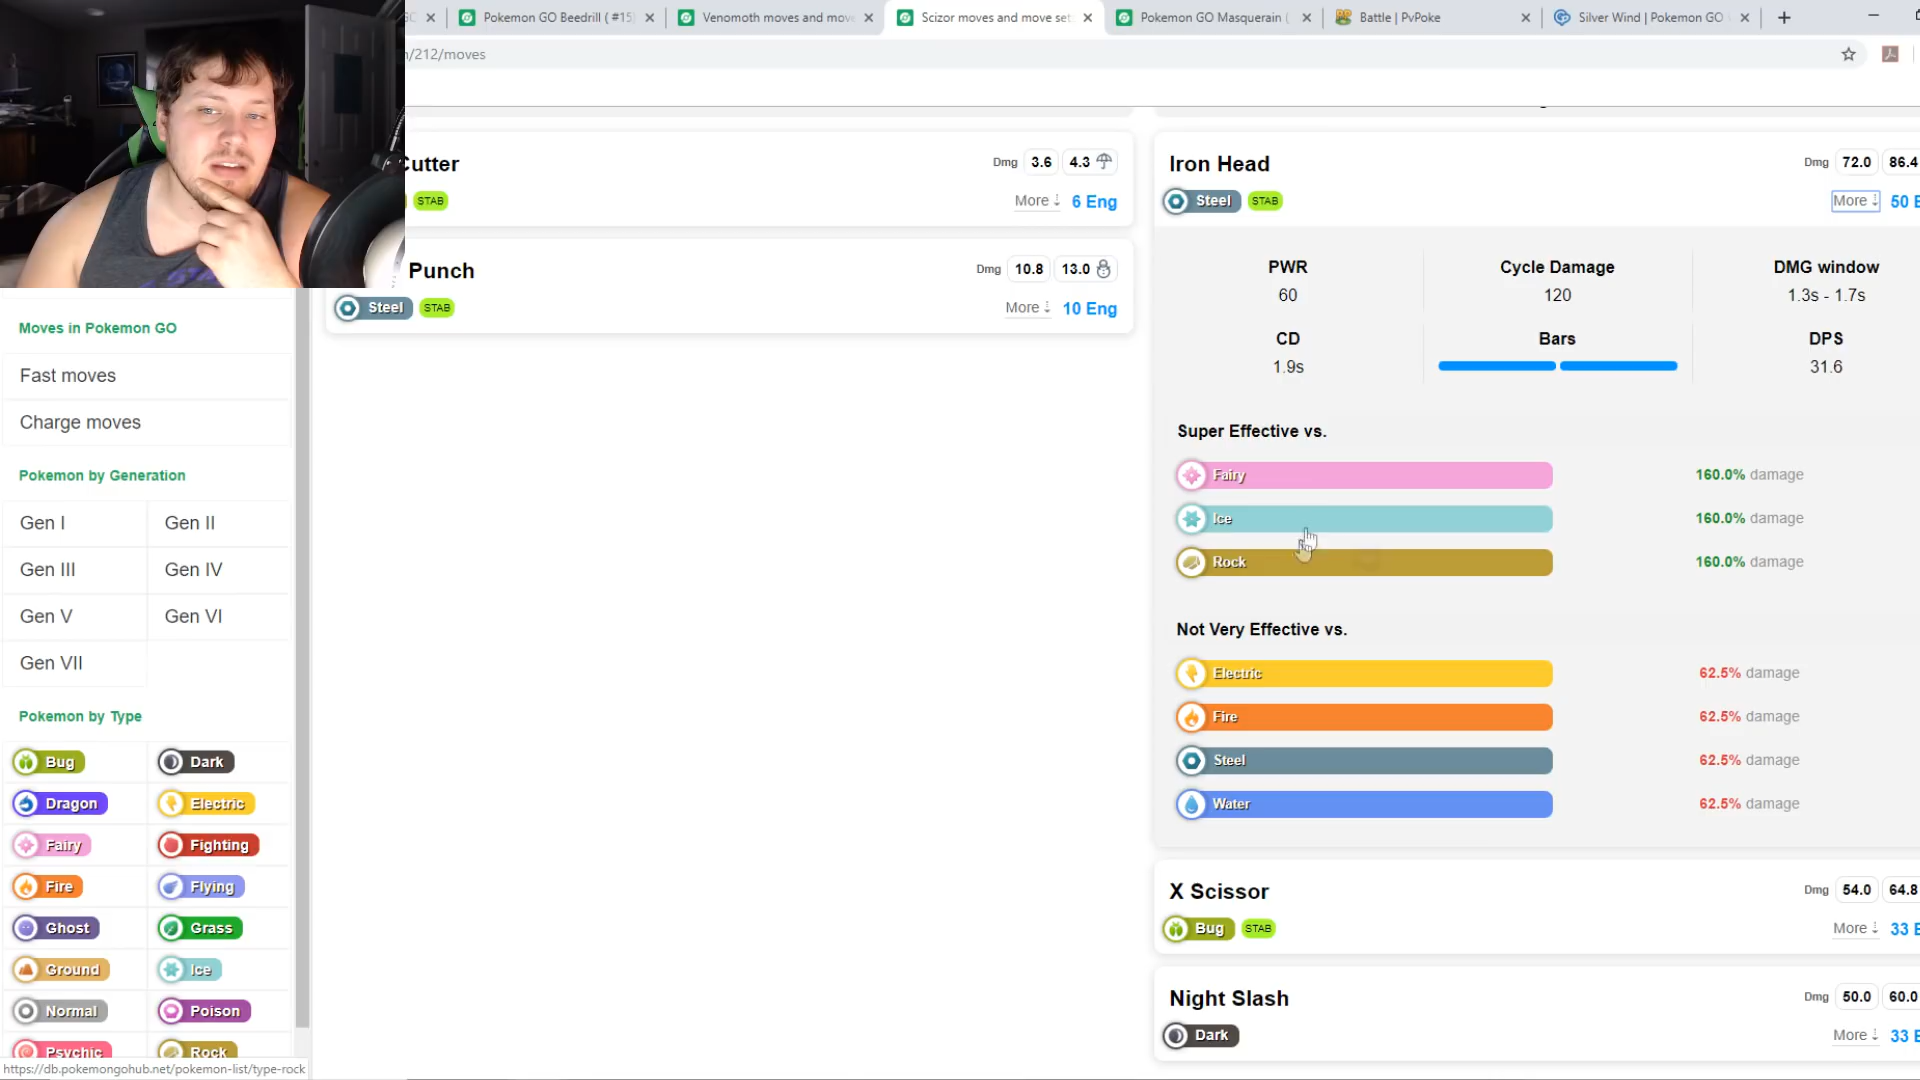 Pokemon GO Beedrill ( #15)
Venomoth moves and mov
Scizor moves and move set
Pokemon GO Masquerain (
Battle | PvPoke
Silver Wind | Pokemon GO
/212/moves
Cutter
Dmg 3.6 4.3
STAB
More 6 Eng
Punch
Dmg 10.8 13.0
Steel STAB
More 10 Eng
Iron Head
Dmg 72.0 86.4
Steel STAB
More 50 E
PWR Cycle Damage DMG window
60 120 1.3s - 1.7s
CD Bars DPS
1.9s 31.6
Super Effective vs.
Fairy 160.0% damage
Ice 160.0% damage
Rock 160.0% damage
Not Very Effective vs.
Electric 62.5% damage
Fire 62.5% damage
Steel 62.5% damage
Water 62.5% damage
X Scissor
Dmg 54.0 64.8
Bug STAB
More 33 E
Night Slash
Dmg 50.0 60.0
Dark
More 33 E
Moves in Pokemon GO
Fast moves
Charge moves
Pokemon by Generation
Gen I Gen II
Gen III Gen IV
Gen V Gen VI
Gen VII
Pokemon by Type
Bug Dark
Dragon Electric
Fairy Fighting
Fire Flying
Ghost Grass
Ground Ice
Normal Poison
Psychic Rock
https://db.pokemongohub.net/pokemon-list/type-rock